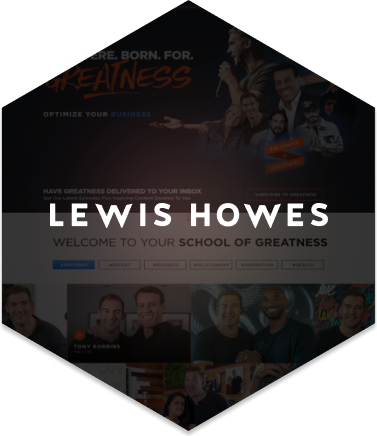 ERE. BORN. FOR.
GREATNESS
OPTIMIZE YOUR BUSINESS
HAVE GREATNESS DELIVERED TO YOUR INBOX
LEWIS HOWES
WELCOME TO YOUR SCHOOL OF GREATNESS
TONY ROBBINS